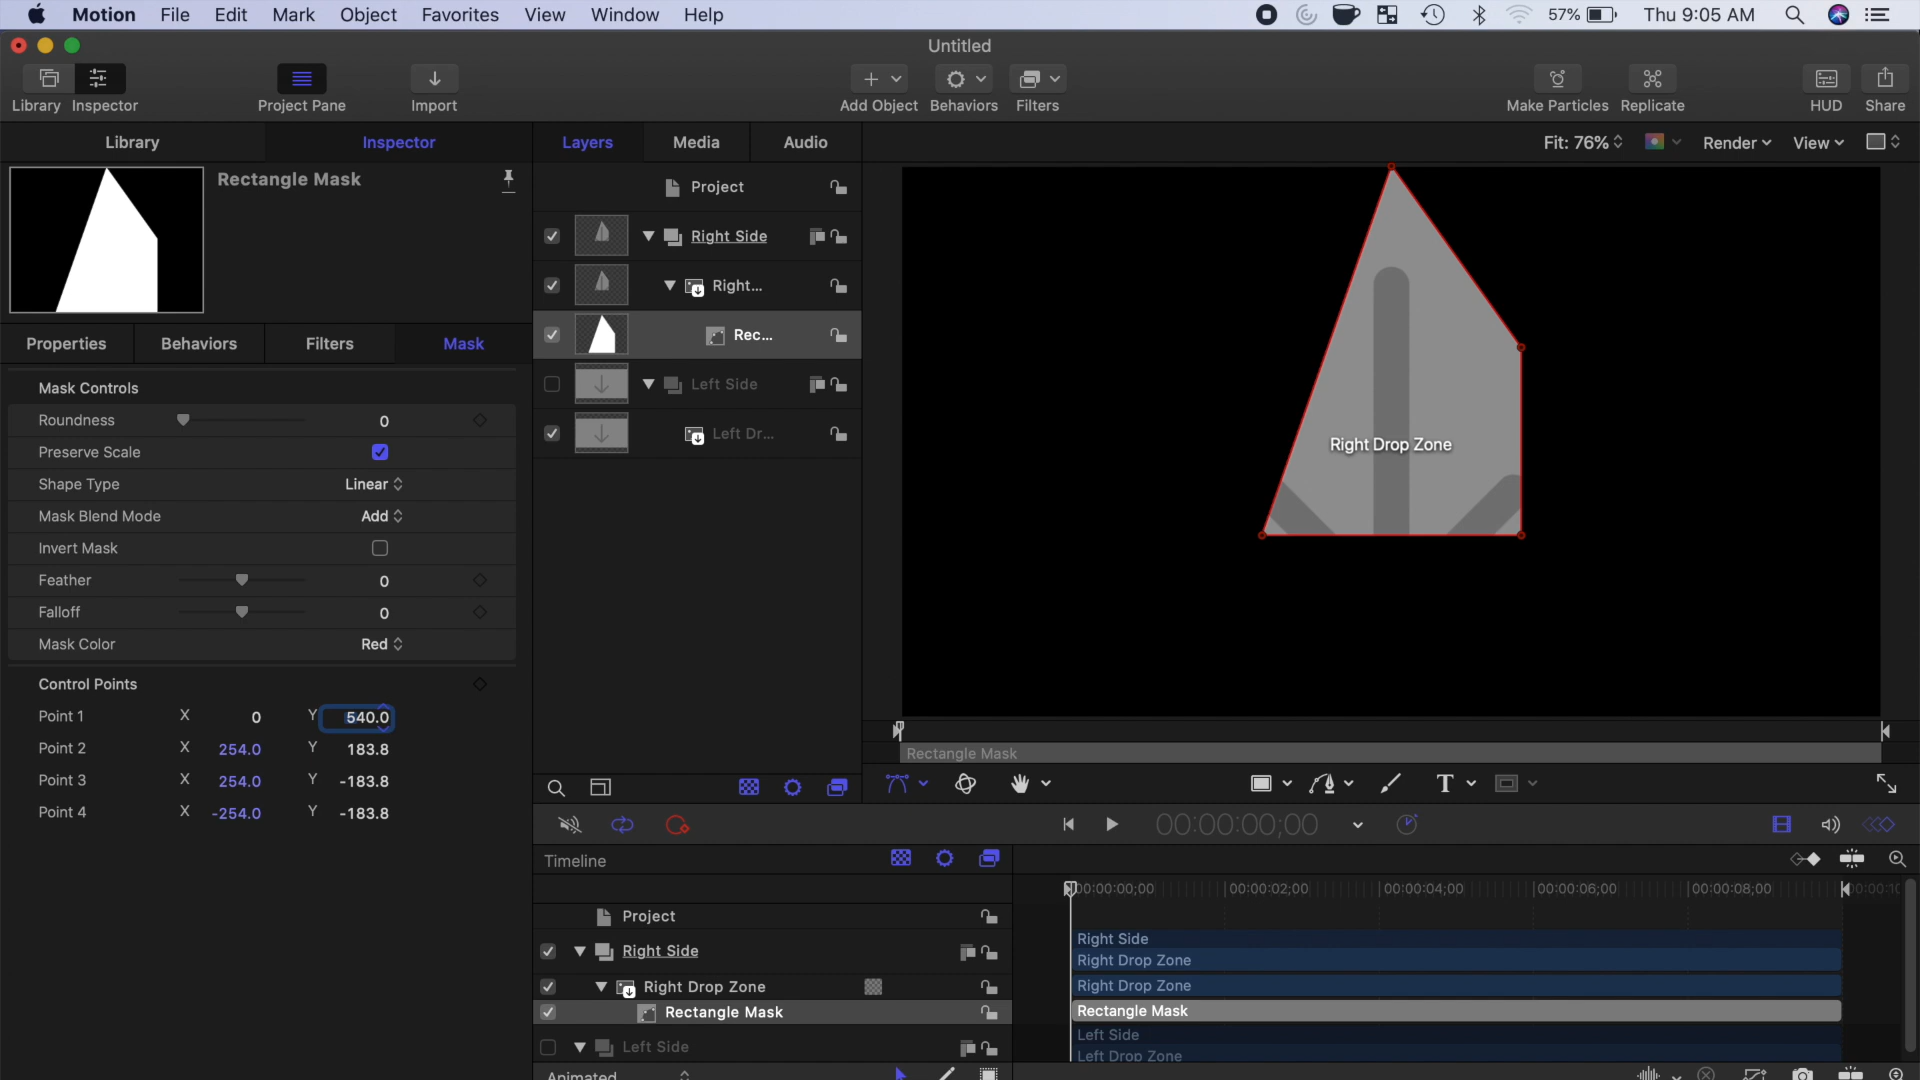 Motion File Edit Mark Object Favorites View Window Help 57% Thu 9:05 AM
Untitled
Library Inspector Project Pane Import Add Object Behaviors Filters Make Particles Replicate HUD Share
Library Inspector Layers Media Audio Fit: 76% Render View
Rectangle Mask
Project
Right Side
Right...
Rec...
Left Side
Left Dr...
Properties Behaviors Filters Mask
Mask Controls
Roundness 0
Preserve Scale
Shape Type Linear
Mask Blend Mode Add
Invert Mask
Feather 0
Falloff 0
Mask Color Red
Control Points
Point 1 X 0 Y 540.0
Point 2 X 254.0 Y 183.8
Point 3 X 254.0 Y -183.8
Point 4 X -254.0 Y -183.8
Right Drop Zone
Rectangle Mask
T
00:00:00;00
Timeline
00:00:00;00 00:00:02;00 00:00:04;00 00:00:06;00 00:00:08;00
Project
Right Side
Right Drop Zone
Rectangle Mask
Left Side
Animated
Right Side
Right Drop Zone
Right Drop Zone
Rectangle Mask
Left Side
Left Drop Zone